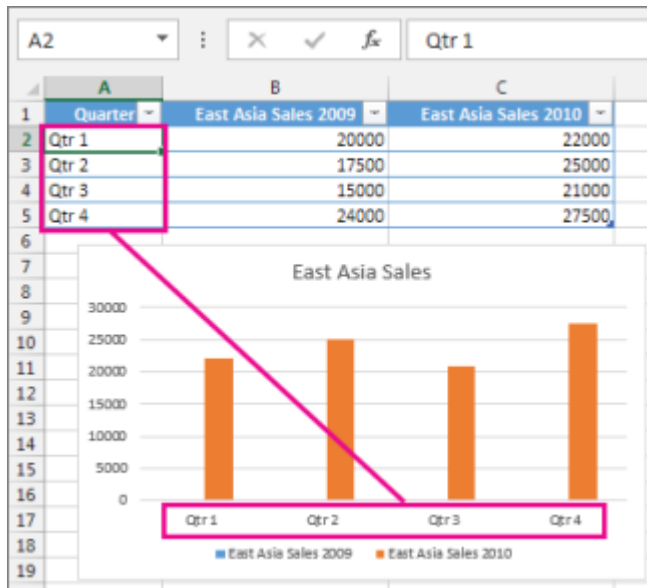 A2 fx Qtr 1
A B C
1 Quarter East Asia Sales 2009 East Asia Sales 2010
2 Qtr 1 20000 22000
3 Qtr 2 17500 25000
4 Qtr 3 15000 21000
5 Qtr 4 24000 27500
6
7
8
9
10
11
12
13
14
15
16
17
18
19
East Asia Sales
30000
25000
20000
15000
10000
5000
0
Qtr 1 Qtr 2 Qtr 3 Qtr 4
East Asia Sales 2009 East Asia Sales 2010